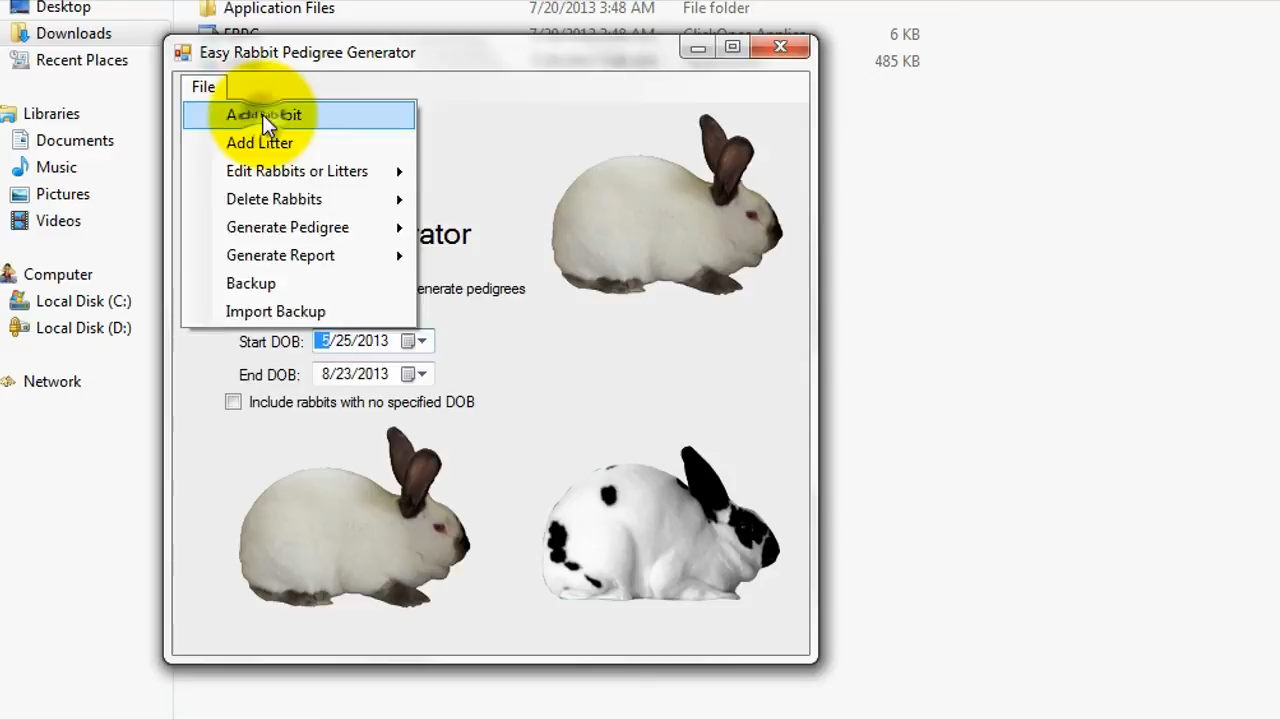 Desktop
Application Files 7/20/2013 3:48 AM File folder
Downloads
6 KB
Recent Places
485 KB
Easy Rabbit Pedigree Generator
File
Libraries
Documents
Music
Pictures
Videos
Computer
Local Disk (C:)
Local Disk (D:)
Network
Add Litter
Edit Rabbits or Litters
Delete Rabbits
Generate Pedigree
Generate Report
Backup
Import Backup
enerate pedigrees
Start DOB: 5/25/2013
End DOB: 8/23/2013
Include rabbits with no specified DOB